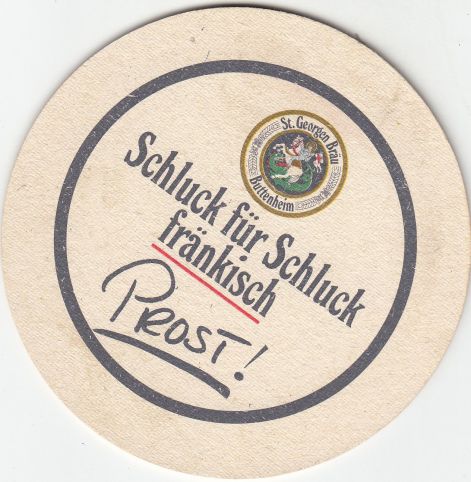 St. Georgen Bräu
Buttenheim
Schluck für Schluck
fränkisch
PROST!